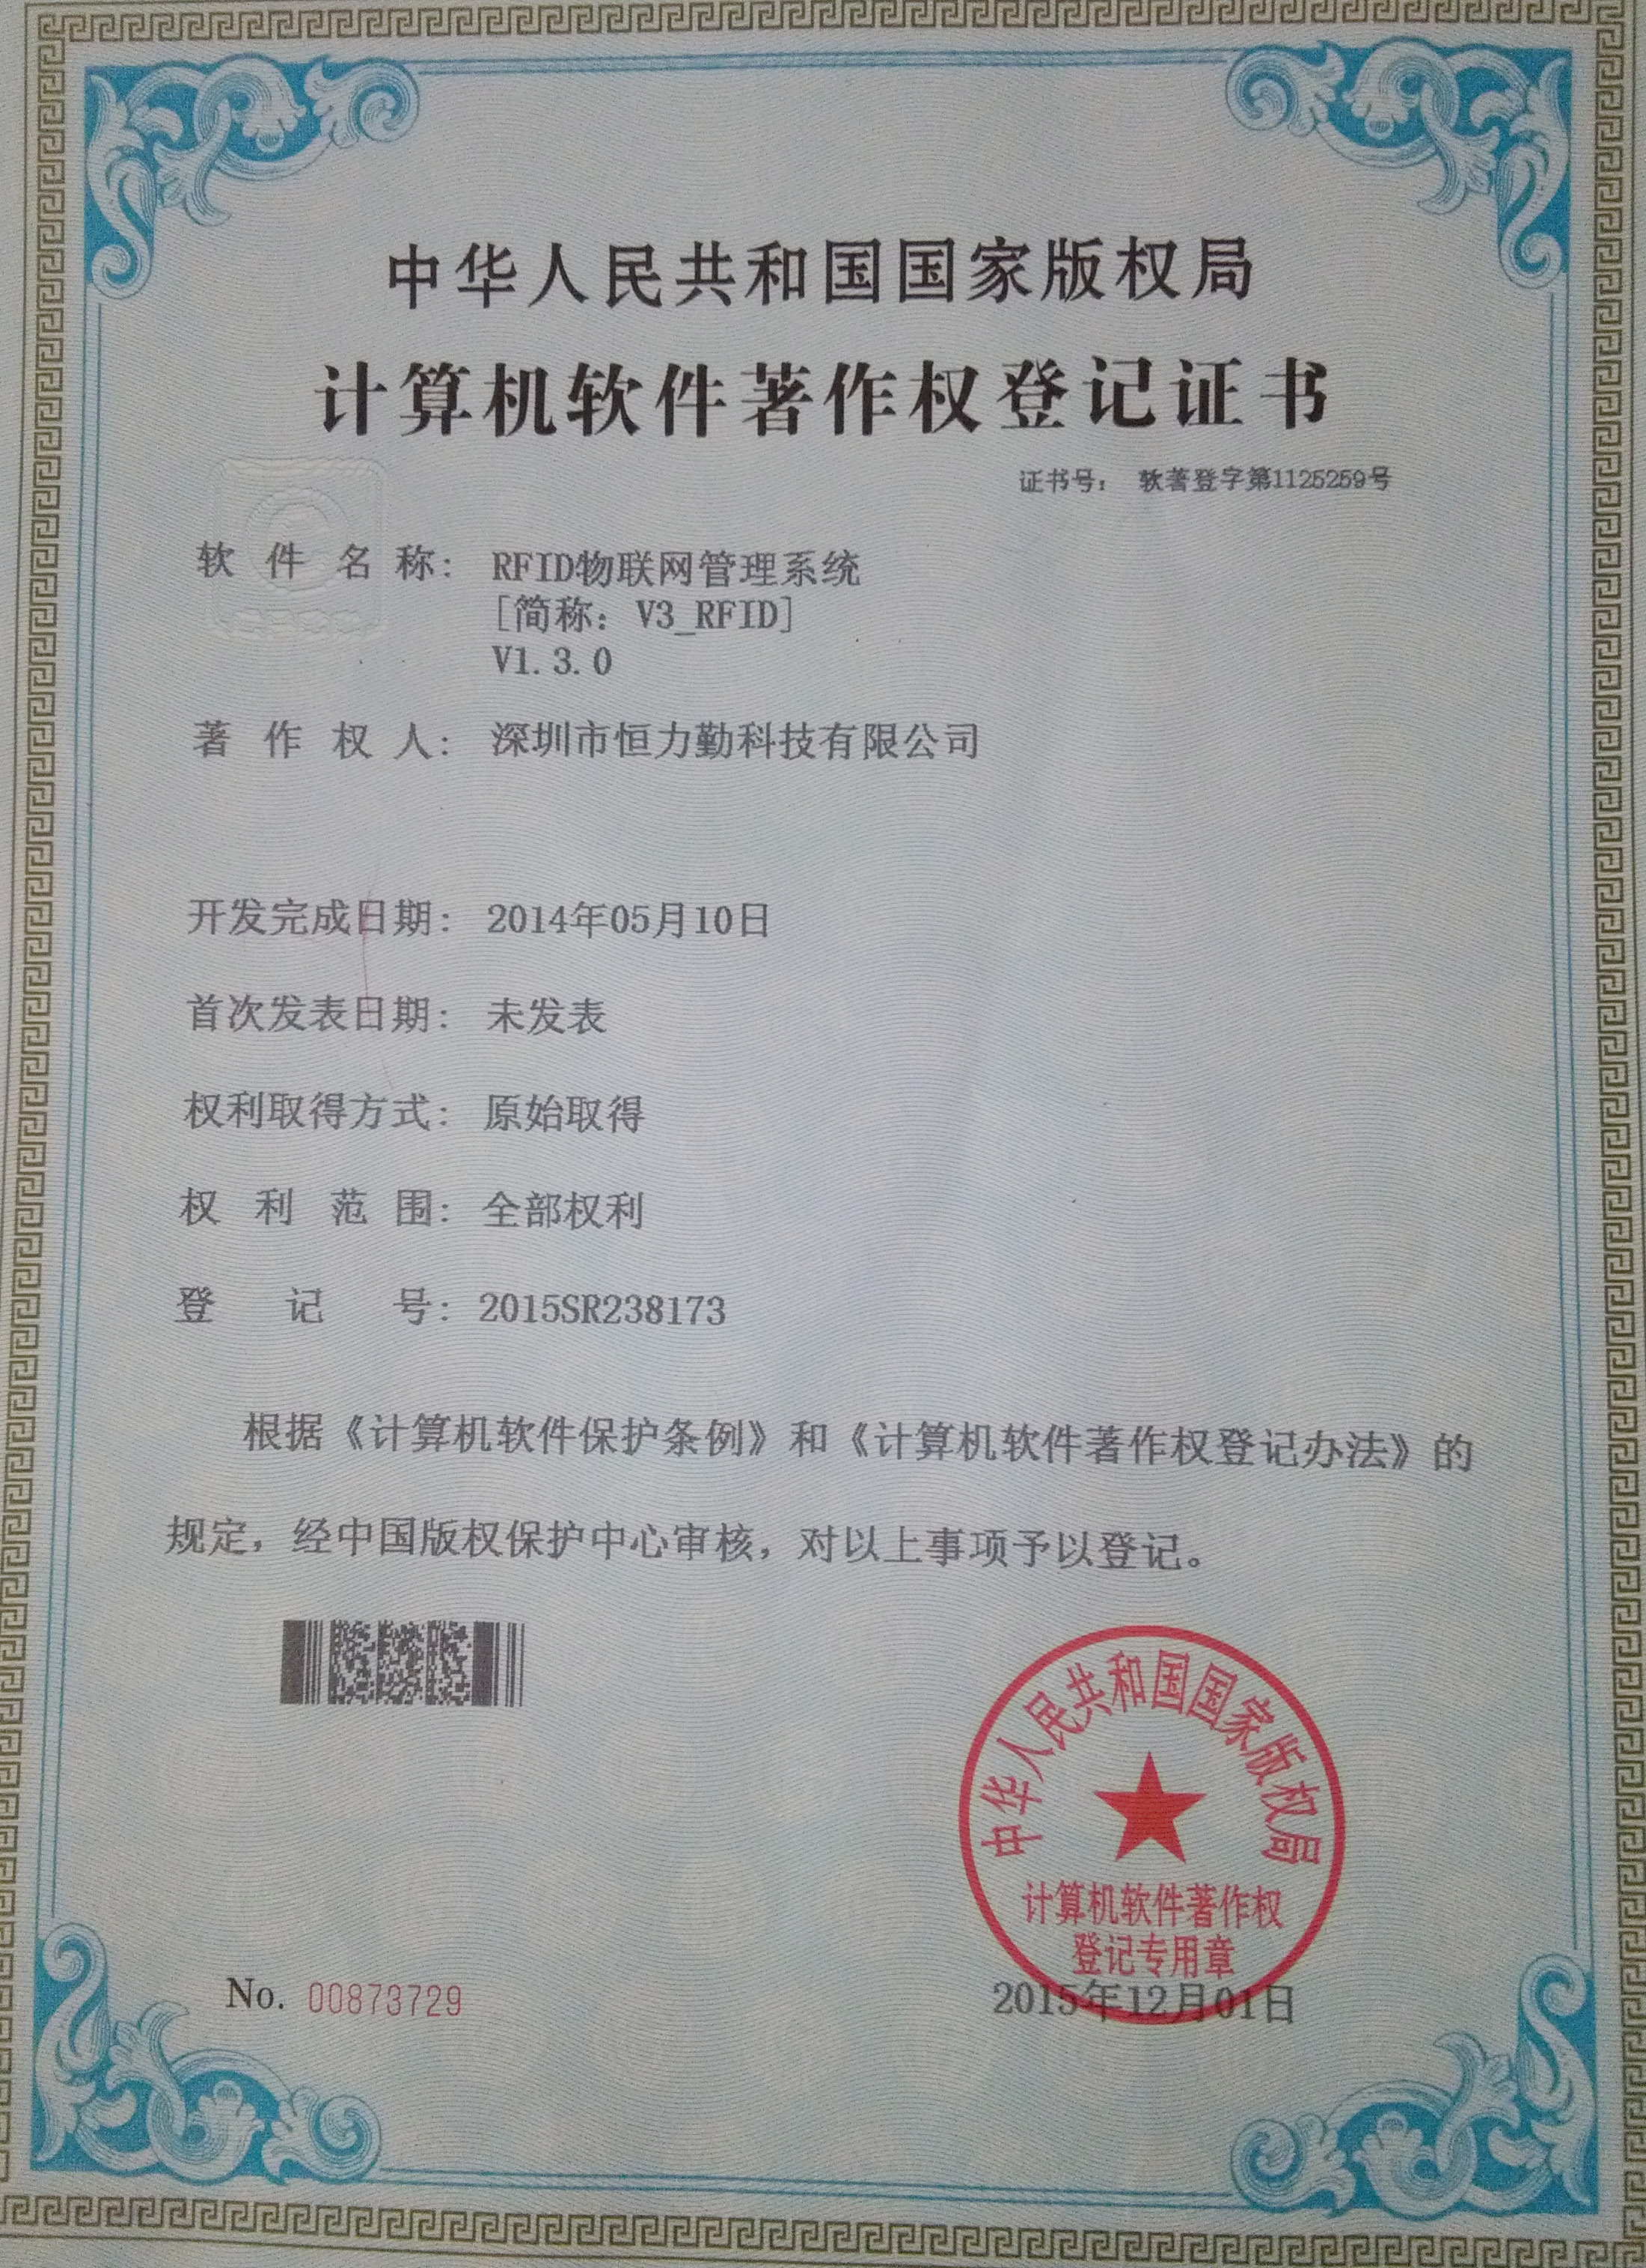 中华人民共和国国家版权局
计算机软件著作权登记证书
证书号： 软著登字第1125259号
软件名称： RFID物联网管理系统
[简称：V3_RFID]
V1.3.0
著作权人： 深圳市恒力勤科技有限公司
开发完成日期： 2014年05月10日
首次发表日期： 未发表
权利取得方式： 原始取得
权利范围： 全部权利
登记号： 2015SR238173
根据《计算机软件保护条例》和《计算机软件著作权登记办法》的
规定，经中国版权保护中心审核，对以上事项予以登记。
中华人民共和国国家版权局
计算机软件著作权
登记专用章
No. 00873729
2015年12月01日